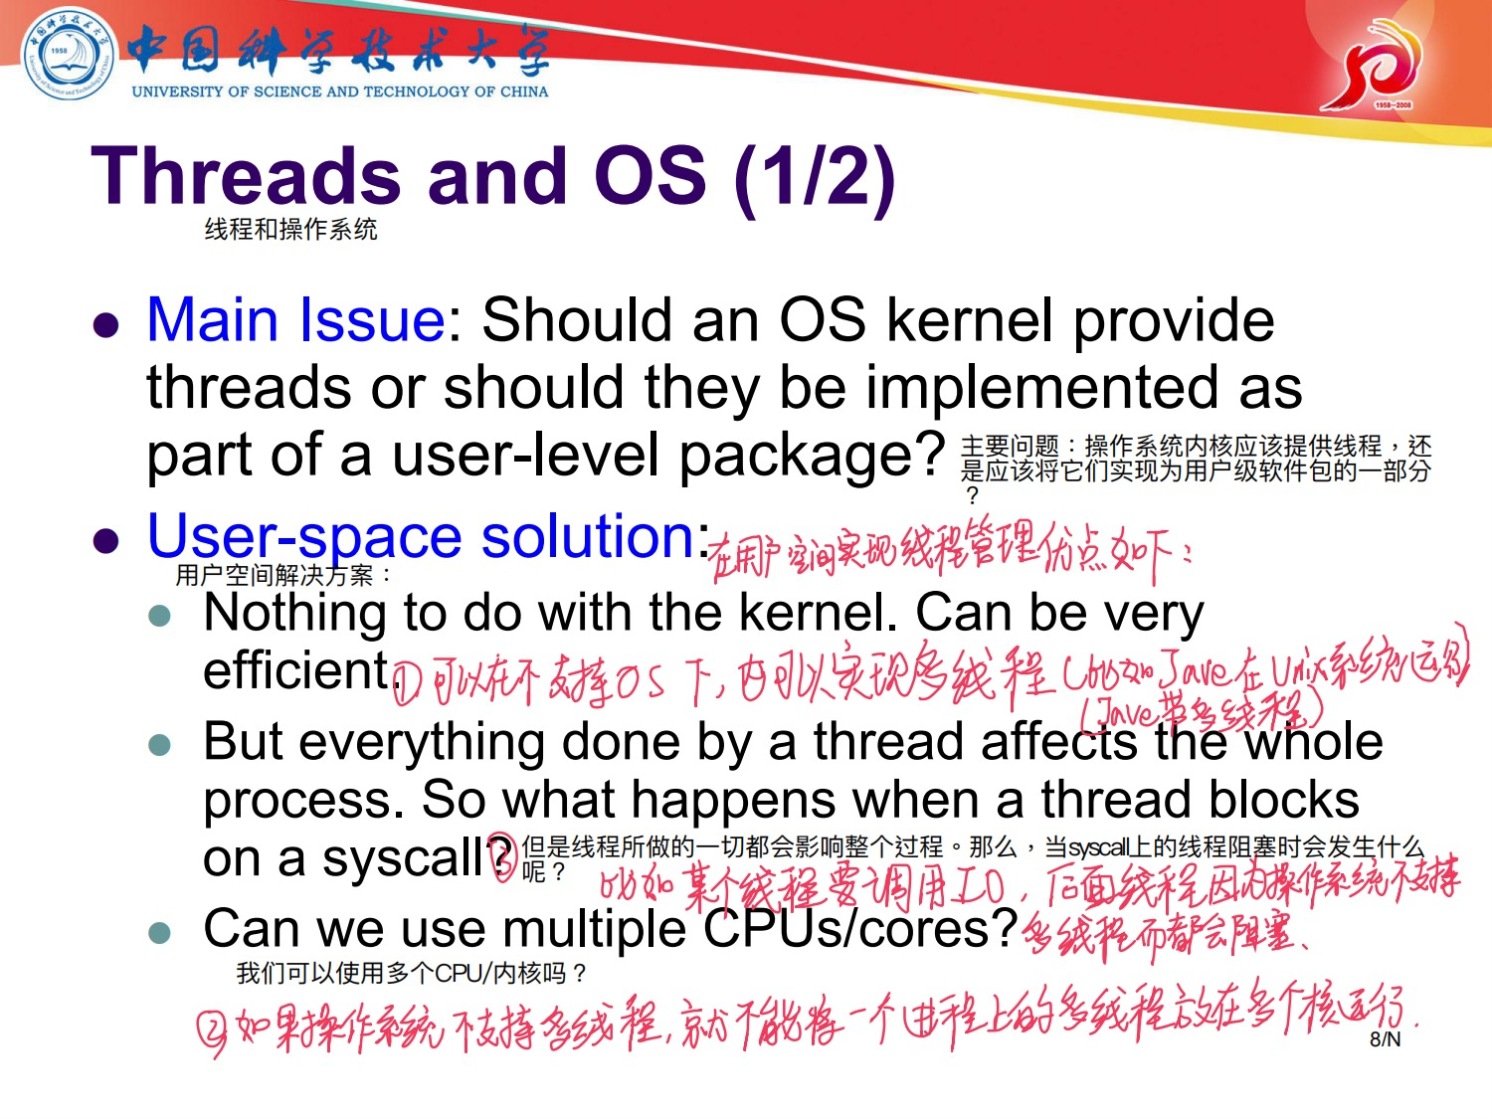 中国科学技术大学
UNIVERSITY OF SCIENCE AND TECHNOLOGY OF CHINA
1958
1958-2008
Threads and OS (1/2)
线程和操作系统
Main Issue: Should an OS kernel provide
threads or should they be implemented as
part of a user-level package?
主要问题：操作系统内核应该提供线程，还
是应该将它们实现为用户级软件包的一部分
？
User-space solution:
在用户空间实现线程管理优点如下：
用户空间解决方案：
Nothing to do with the kernel. Can be very
efficient.
①可以在不支持OS下，也可以实现多线程(比如Jave在Unix系统运行)
(Jave带多线程)
But everything done by a thread affects the whole
process. So what happens when a thread blocks
on a syscall?
③
但是线程所做的一切都会影响整个过程。那么，当syscall上的线程阻塞时会发生什么
呢？
比如某个线程要调用IO，后面线程因为操作系统不支持
多线程而都会阻塞、
Can we use multiple CPUs/cores?
我们可以使用多个CPU/内核吗？
②如果操作系统不支持多线程,就不能将一个进程上的多线程放在多个核运行.
8/N